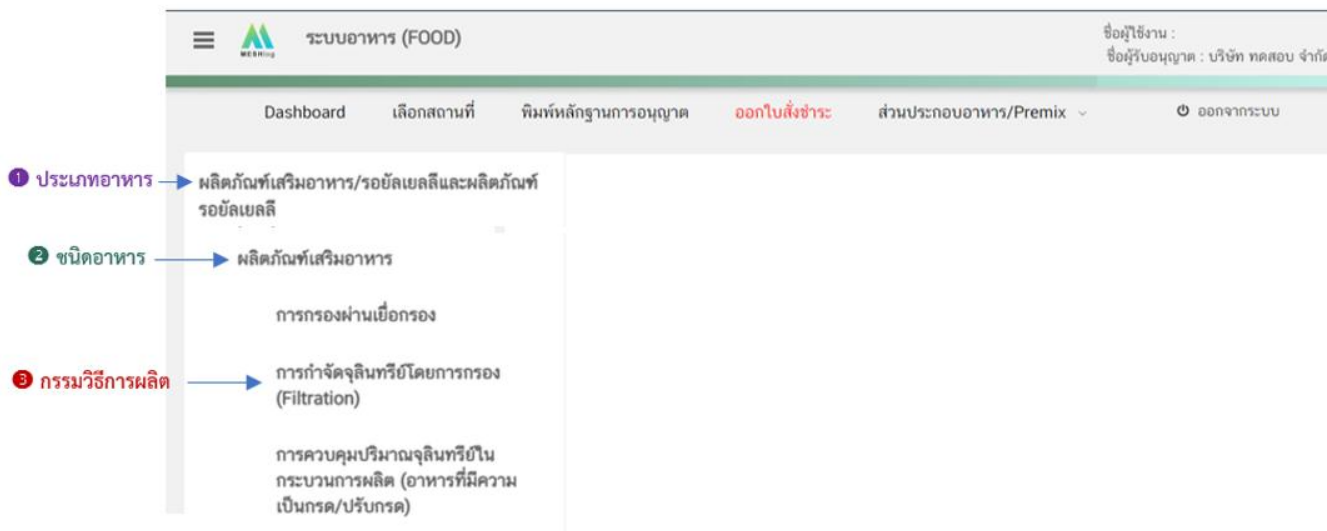 ระบบอาหาร (FOOD)
MESHlog
ชื่อผู้ใช้งาน :
ชื่อผู้รับอนุญาต : บริษัท ทดสอบ จำกัด
Dashboard เลือกสถานที่ พิมพ์หลักฐานการอนุญาต ออกใบสั่งชำระ ส่วนประกอบอาหาร/Premix ออกจากระบบ
❶ ประเภทอาหาร
ผลิตภัณฑ์เสริมอาหาร/รอยัลเยลลีและผลิตภัณฑ์
รอยัลเยลลี
❷ ชนิดอาหาร
ผลิตภัณฑ์เสริมอาหาร
การกรองผ่านเยื่อกรอง
❸ กรรมวิธีการผลิต
การกำจัดจุลินทรีย์โดยการกรอง
(Filtration)
การควบคุมปริมาณจุลินทรีย์ใน
กระบวนการผลิต (อาหารที่มีความ
เป็นกรด/ปรับกรด)